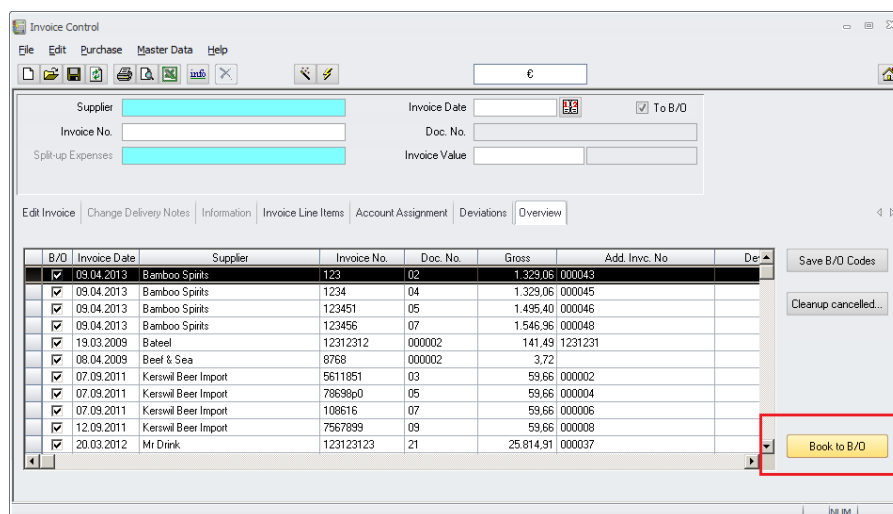 Invoice Control
File Edit Purchase Master Data Help
info €
Supplier Invoice Date To B/O
Invoice No. Doc. No.
Split-up Expenses Invoice Value
Edit Invoice Change Delivery Notes Information Invoice Line Items Account Assignment Deviations Overview
B/O Invoice Date Supplier Invoice No. Doc. No. Gross Add. Invc. No De
09.04.2013 Bamboo Spirits 123 02 1.329,06 000043
09.04.2013 Bamboo Spirits 1234 04 1.329,06 000045
09.04.2013 Bamboo Spirits 123451 05 1.495,40 000046
09.04.2013 Bamboo Spirits 123456 07 1.546,96 000048
19.03.2009 Bateel 12312312 000002 141,49 1231231
08.04.2009 Beef & Sea 8768 000002 3,72
07.09.2011 Kerswil Beer Import 5611851 03 59,66 000002
07.09.2011 Kerswil Beer Import 78698p0 05 59,66 000004
07.09.2011 Kerswil Beer Import 108616 07 59,66 000006
12.09.2011 Kerswil Beer Import 7567899 09 59,66 000008
20.03.2012 Mr Drink 123123123 21 25.814,91 000037
Save B/O Codes
Cleanup cancelled...
Book to B/O
NUM